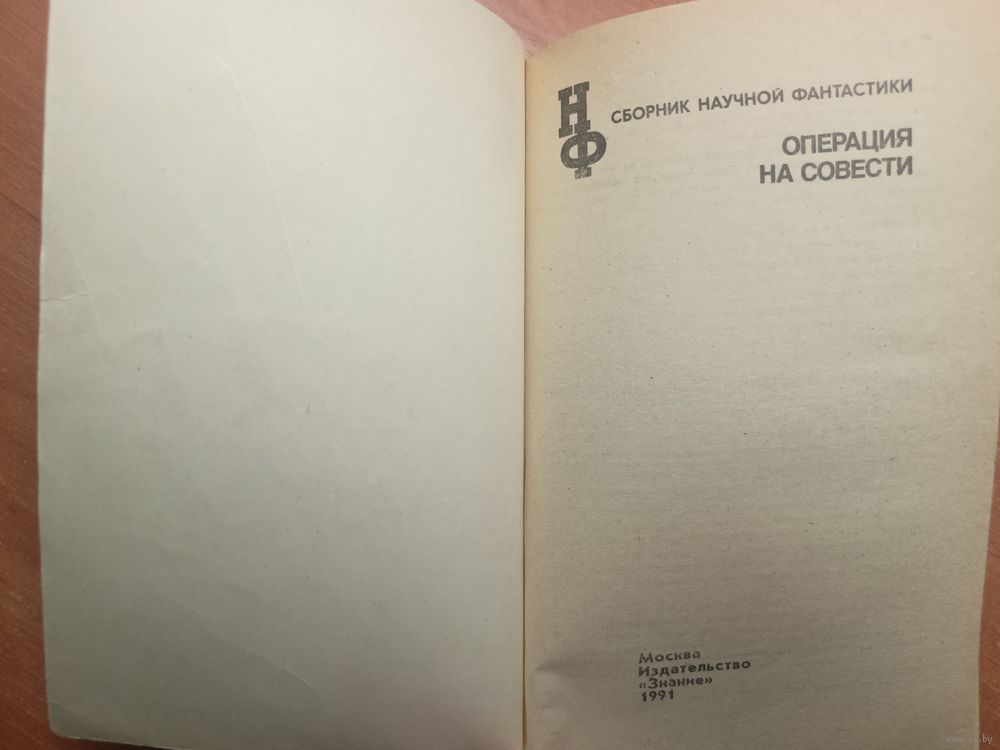 НФ
СБОРНИК НАУЧНОЙ ФАНТАСТИКИ
ОПЕРАЦИЯ
НА СОВЕСТИ
Москва
Издательство
«Знание»
1991